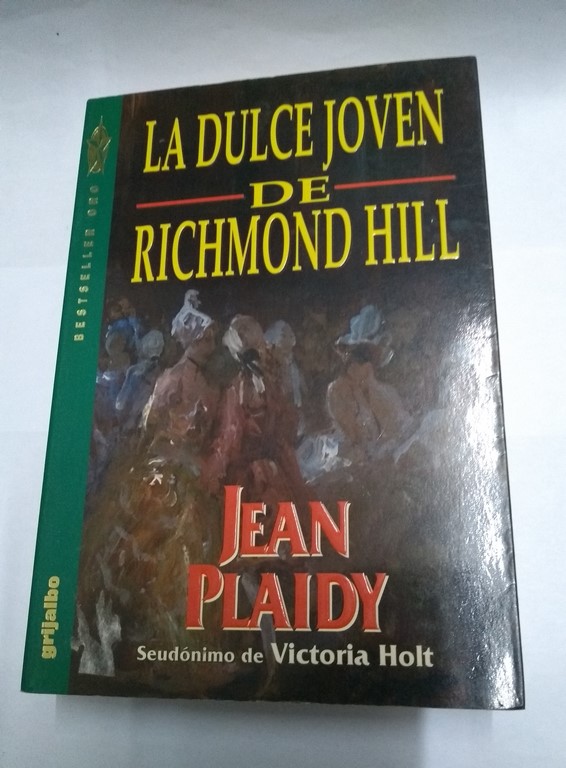 LA DULCE JOVEN
DE
RICHMOND HILL
BESTSELLER ORO
JEAN
PLAIDY
Seudónimo de Victoria Holt
grijalbo